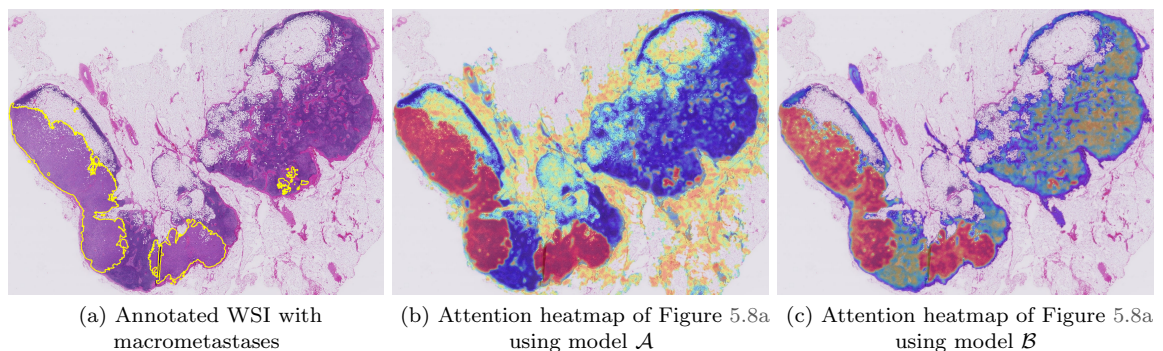 (a) Annotated WSI with
macrometastases
(b) Attention heatmap of Figure 5.8a
using model 𝒜
(c) Attention heatmap of Figure 5.8a
using model ℬ